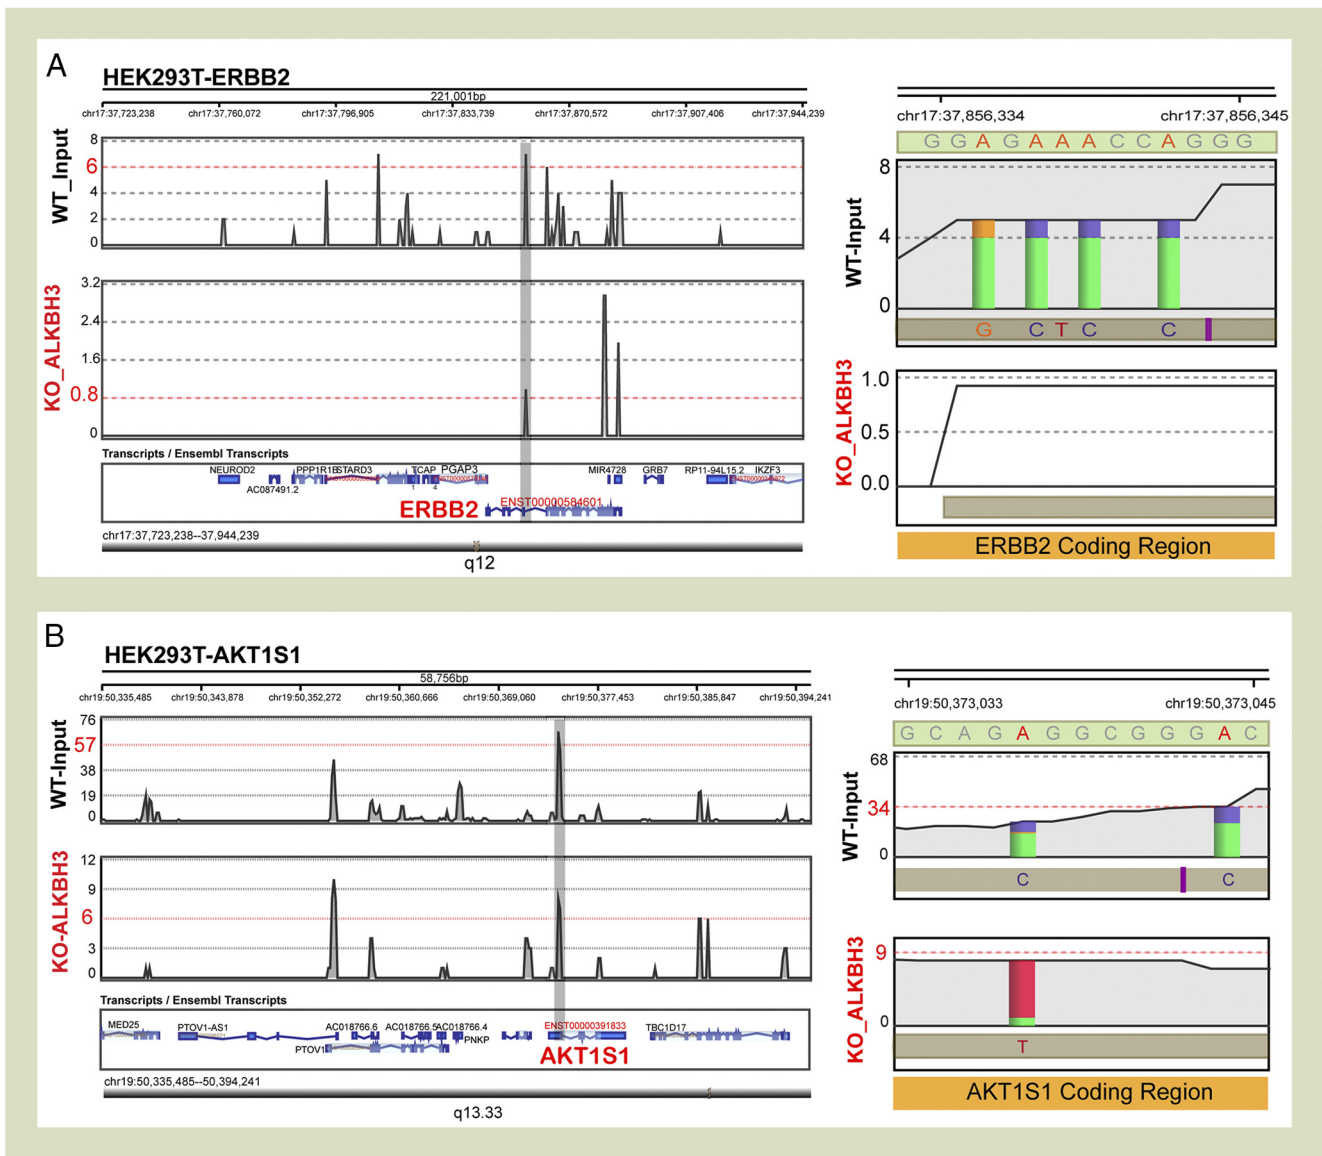 A
HEK293T-ERBB2
221,001bp
chr17:37,723,238 chr17:37,760,072 chr17:37,796,905 chr17:37,833,739 chr17:37,870,572 chr17:37,907,406 chr17:37,944,239
WT_Input
8
6
4
2
0
KO_ALKBH3
3.2
2.4
1.6
0.8
0
Transcripts / Ensembl Transcripts
NEUROD2 PPP1R1B STARD3 TCAP PGAP3 MIR4728 GRB7 RP11-94L15.2 IKZF3
AC087491.2
1
4
ERBB2 ENST00000584601
chr17:37,723,238--37,944,239
q12
chr17:37,856,334 chr17:37,856,345
G G A G A A A C C A G G G
WT-Input
8
4
0
G C T C C
KO_ALKBH3
1.0
0.5
0.0
ERBB2 Coding Region
B
HEK293T-AKT1S1
58,756bp
chr19:50,335,485 chr19:50,343,878 chr19:50,352,272 chr19:50,360,666 chr19:50,369,060 chr19:50,377,453 chr19:50,385,847 chr19:50,394,241
WT-Input
76
57
38
19
0
KO-ALKBH3
12
9
6
3
0
Transcripts / Ensembl Transcripts
MED25 PTOV1-AS1 AC018766.6 AC018766.5 AC018766.4 ENST00000391833 TBC1D17
PNKP
PTOV1
AKT1S1
chr19:50,335,485--50,394,241
q13.33
chr19:50,373,033 chr19:50,373,045
G C A G A G G C G G G A C
WT-Input
68
34
0
C C
KO_ALKBH3
9
0
T
AKT1S1 Coding Region